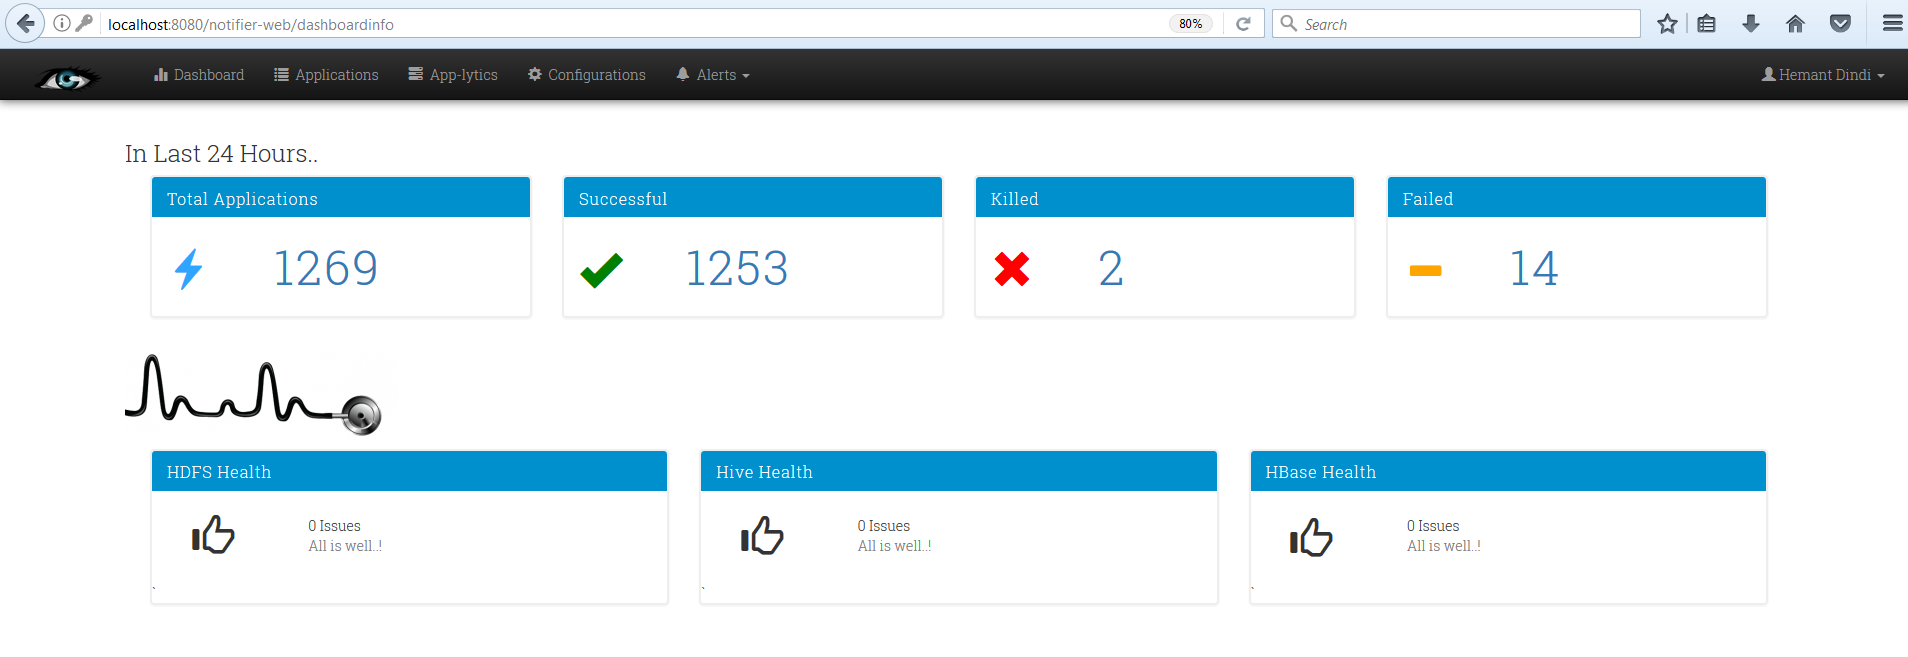 localhost:8080/notifier-web/dashboardinfo 80% Search
Dashboard Applications App-lytics Configurations Alerts Hemant Dindi
In Last 24 Hours..
Total Applications Successful Killed Failed
1269 1253 2 14
HDFS Health Hive Health HBase Health
0 Issues 0 Issues 0 Issues
All is well..! All is well..! All is well..!
` ` `